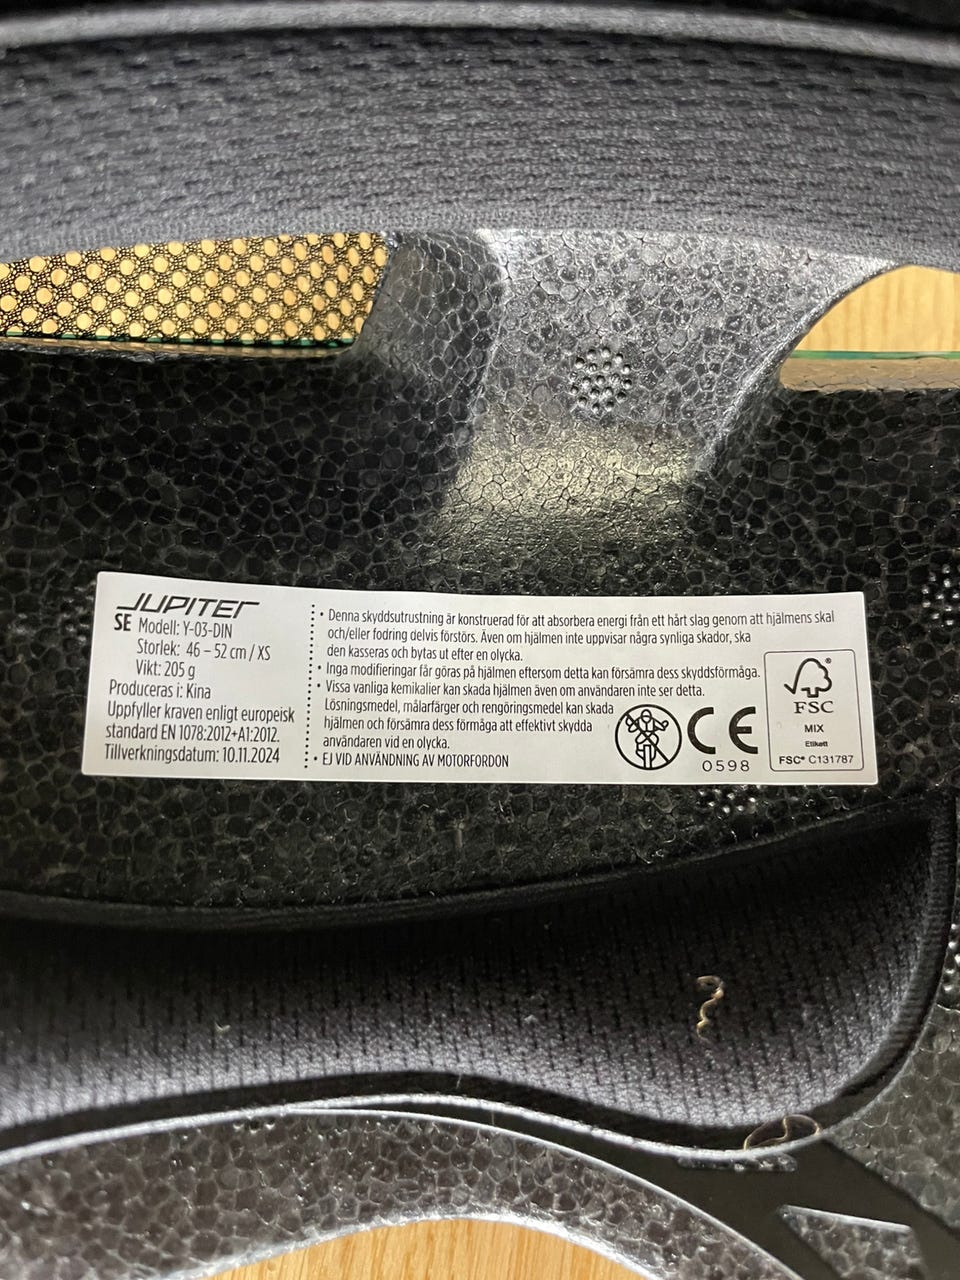 JUPITER
SE Modell: Y-03-DIN
Storlek: 46 – 52 cm / XS
Vikt: 205 g
Produceras i: Kina
Uppfyller kraven enligt europeisk
standard EN 1078:2012+A1:2012.
Tillverkningsdatum: 10.11.2024
• Denna skyddsutrustning är konstruerad för att absorbera energi från ett hårt slag genom att hjälmens skal
och/eller fodring delvis förstörs. Även om hjälmen inte uppvisar några synliga skador, ska
den kasseras och bytas ut efter en olycka.
• Inga modifieringar får göras på hjälmen eftersom detta kan försämra dess skyddsförmåga.
• Vissa vanliga kemikalier kan skada hjälmen även om användaren inte ser detta.
Lösningsmedel, målarfärger och rengöringsmedel kan skada
hjälmen och försämra dess förmåga att effektivt skydda
användaren vid en olycka.
• EJ VID ANVÄNDNING AV MOTORFORDON
CE
0598
FSC
MIX
Etikett
FSC® C131787